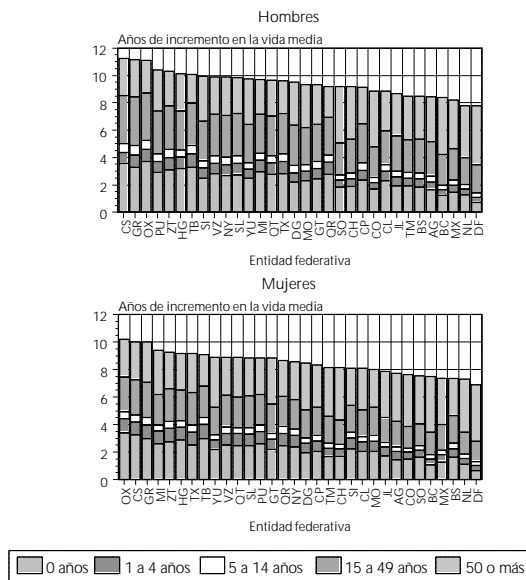 Hombres
Años de incremento en la vida media
12
10
8
6
4
2
0
CS GR OX PU ZT HG TB SI VZ NY SL YU MI QT TX DG MO GT QR SO CH CP CO CL JL TM BS AG BC MX NL DF
Entidad federativa
Mujeres
Años de incremento en la vida media
12
10
8
6
4
2
0
OX CS GR MI ZT HG TX TB YU VZ QT SL PU GT QR NY DG CP TM CH SI CL MO JL AG CO SO BC MX BS NL DF
Entidad federativa
0 años 1 a 4 años 5 a 14 años 15 a 49 años 50 o más